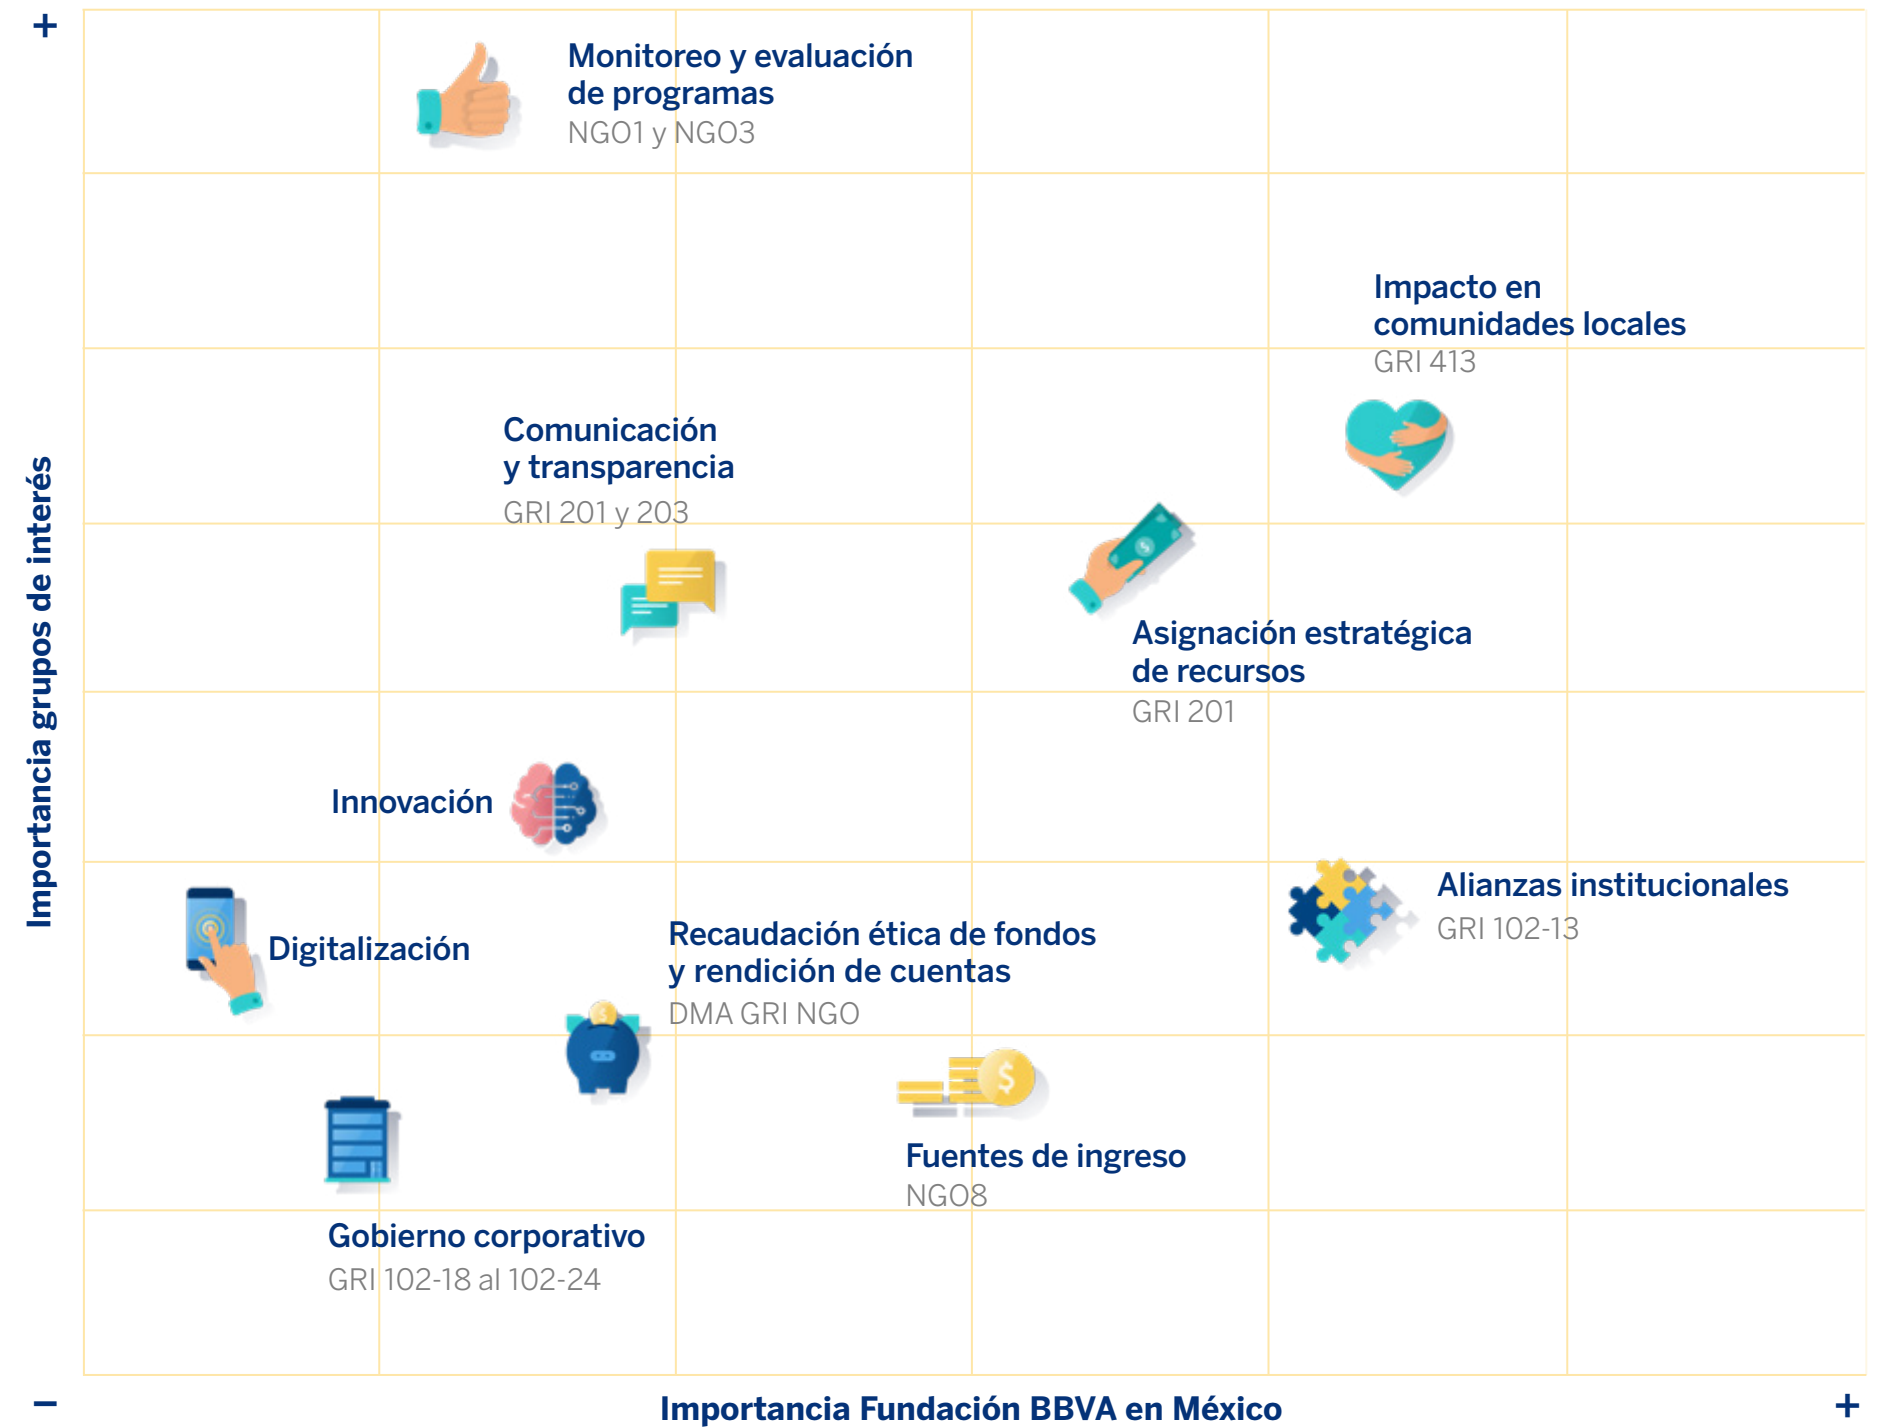 +
Monitoreo y evaluación
de programas
NGO1 y NGO3
Impacto en
comunidades locales
GRI 413
Comunicación
y transparencia
GRI 201 y 203
Asignación estratégica
de recursos
GRI 201
Innovación
Alianzas institucionales
GRI 102-13
Digitalización
Recaudación ética de fondos
y rendición de cuentas
DMA GRI NGO
Fuentes de ingreso
NGO8
Gobierno corporativo
GRI 102-18 al 102-24
Importancia grupos de interés
−
Importancia Fundación BBVA en México
+